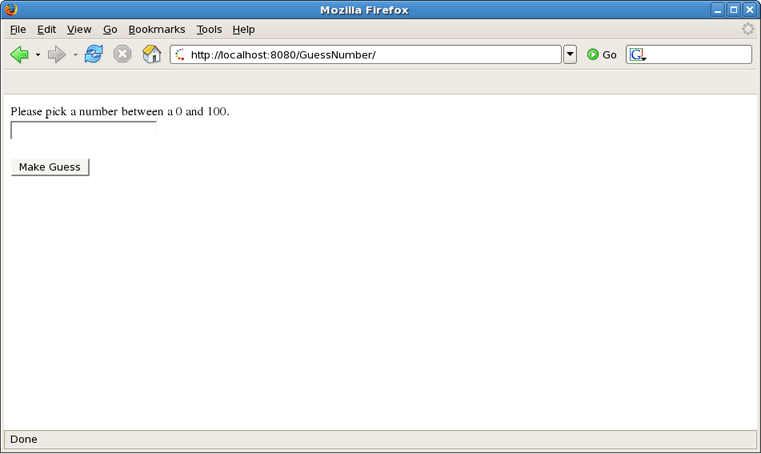 Mozilla Firefox
File Edit View Go Bookmarks Tools Help
http://localhost:8080/GuessNumber/ Go G
Please pick a number between a 0 and 100.
Make Guess
Done